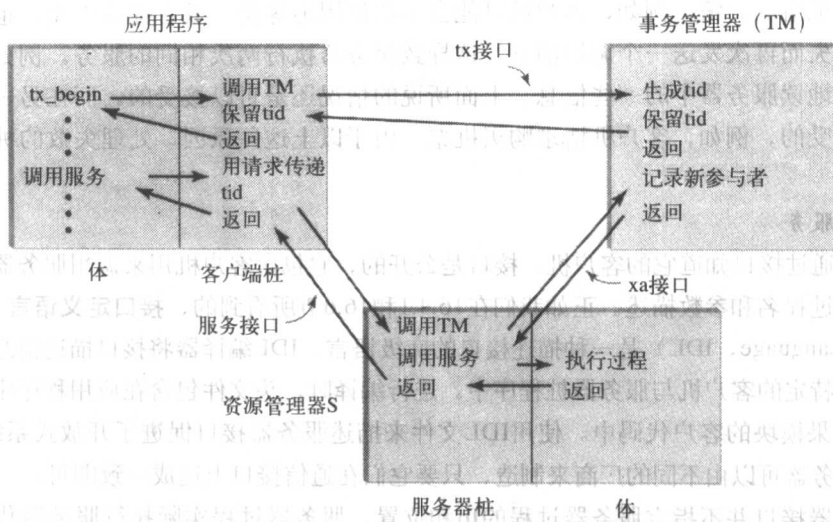 应用程序
事务管理器（TM）
tx接口
tx_begin
调用服务
调用TM
保留tid
返回
用请求传递
tid
返回
生成tid
保留tid
返回
记录新参与者
返回
体
客户端桩
服务接口
xa接口
资源管理器S
调用TM
调用服务
返回
执行过程
返回
服务器桩
体